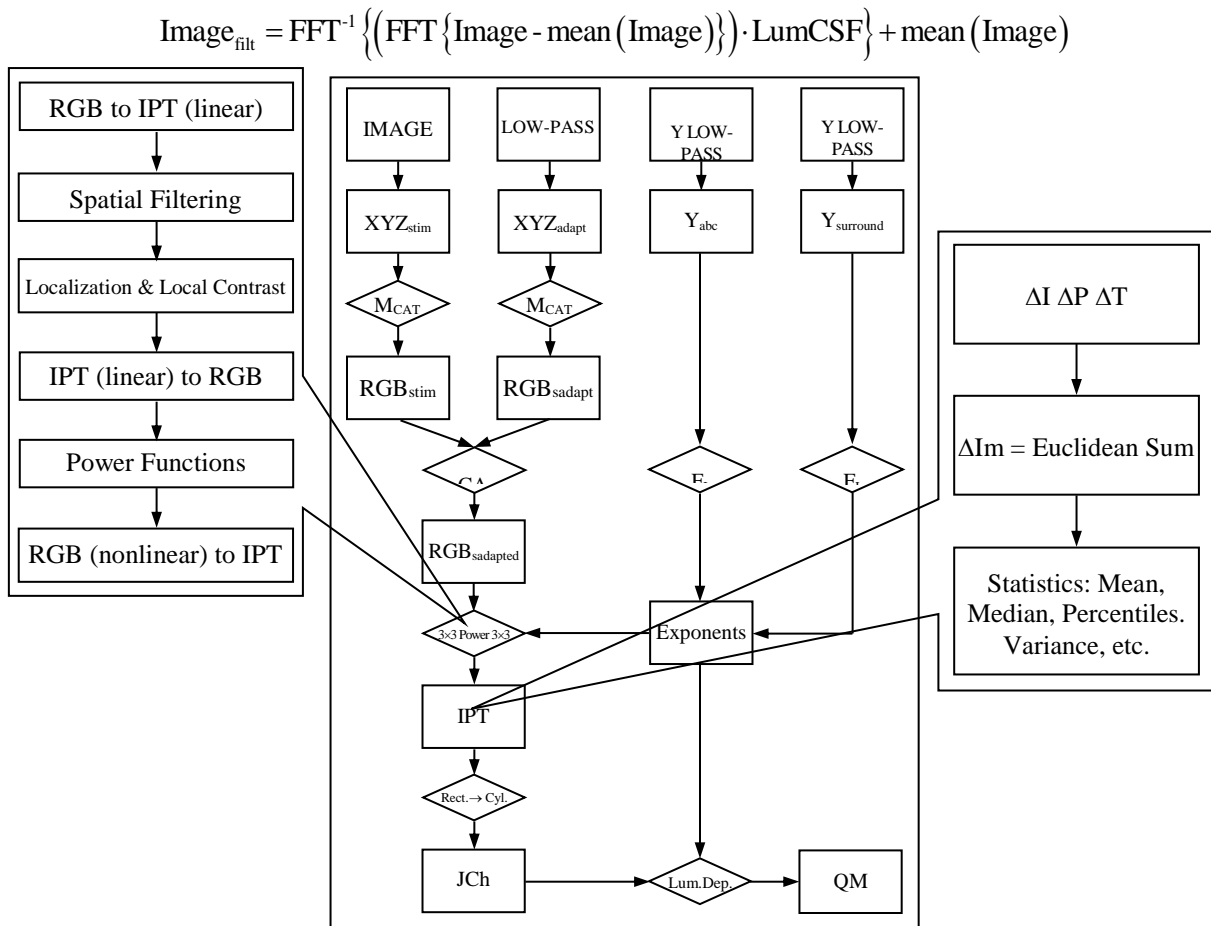 Image_filt = FFT^-1 {(FFT{Image - mean(Image)}) · LumCSF} + mean(Image)
RGB to IPT (linear)
Spatial Filtering
Localization & Local Contrast
IPT (linear) to RGB
Power Functions
RGB (nonlinear) to IPT
IMAGE
LOW-PASS
Y LOW-
PASS
Y LOW-
PASS
XYZstim
XYZadapt
Yabc
Ysurround
MCAT
MCAT
RGBstim
RGBsadapt
RGBsadapted
3×3 Power 3×3
Exponents
IPT
Rect.→ Cyl.
JCh
Lum.Dep.
QM
ΔI ΔP ΔT
ΔIm = Euclidean Sum
Statistics: Mean,
Median, Percentiles.
Variance, etc.